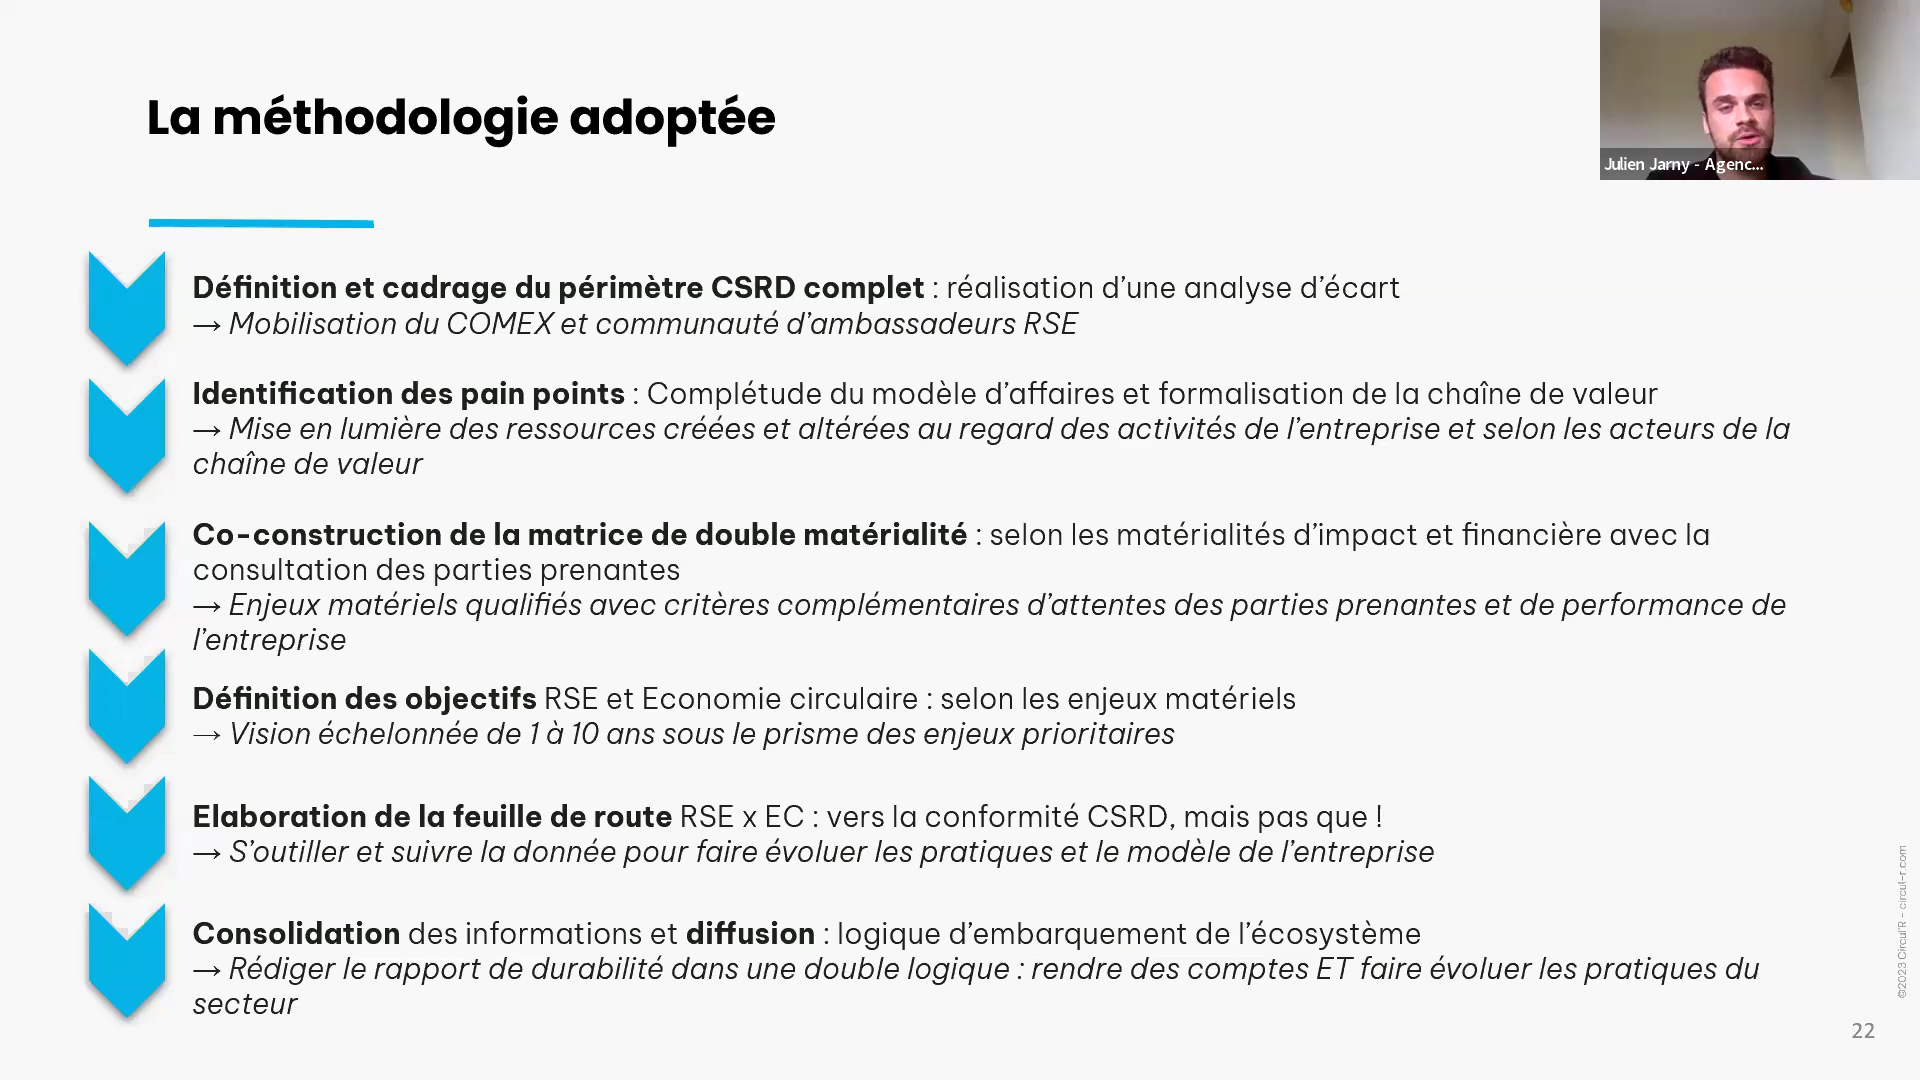 La méthodologie adoptée
Julien Jarny - Agenc...
Définition et cadrage du périmètre CSRD complet : réalisation d’une analyse d’écart
→ Mobilisation du COMEX et communauté d’ambassadeurs RSE
Identification des pain points : Complétude du modèle d’affaires et formalisation de la chaîne de valeur
→ Mise en lumière des ressources créées et altérées au regard des activités de l’entreprise et selon les acteurs de la
chaîne de valeur
Co-construction de la matrice de double matérialité : selon les matérialités d’impact et financière avec la
consultation des parties prenantes
→ Enjeux matériels qualifiés avec critères complémentaires d’attentes des parties prenantes et de performance de
l’entreprise
Définition des objectifs RSE et Economie circulaire : selon les enjeux matériels
→ Vision échelonnée de 1 à 10 ans sous le prisme des enjeux prioritaires
Elaboration de la feuille de route RSE x EC : vers la conformité CSRD, mais pas que !
→ S’outiller et suivre la donnée pour faire évoluer les pratiques et le modèle de l’entreprise
Consolidation des informations et diffusion : logique d’embarquement de l’écosystème
→ Rédiger le rapport de durabilité dans une double logique : rendre des comptes ET faire évoluer les pratiques du
secteur
©2023 Circul'R - circul-r.com
22